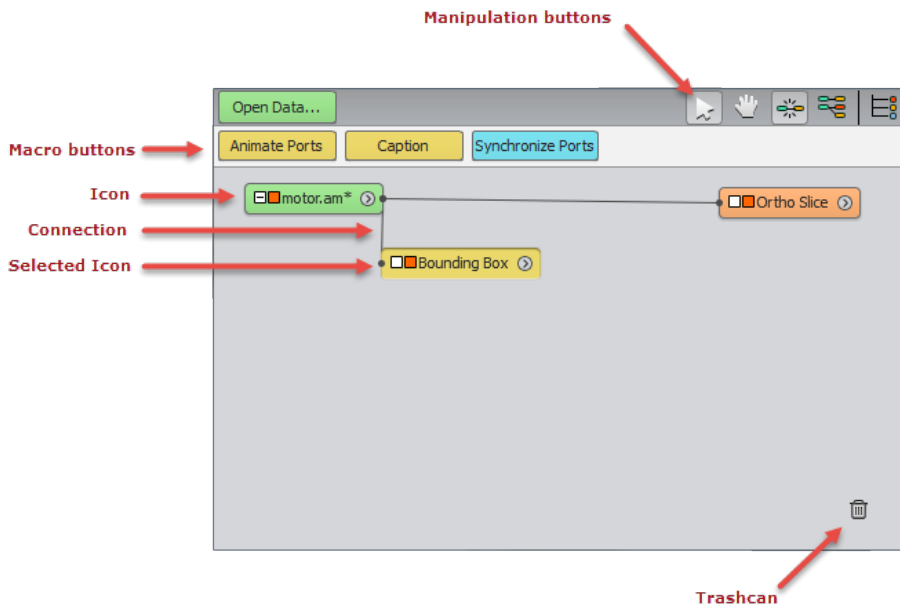 Manipulation buttons
Open Data...
Macro buttons
Animate Ports
Caption
Synchronize Ports
Icon
motor.am*
Ortho Slice
Connection
Selected Icon
Bounding Box
Trashcan